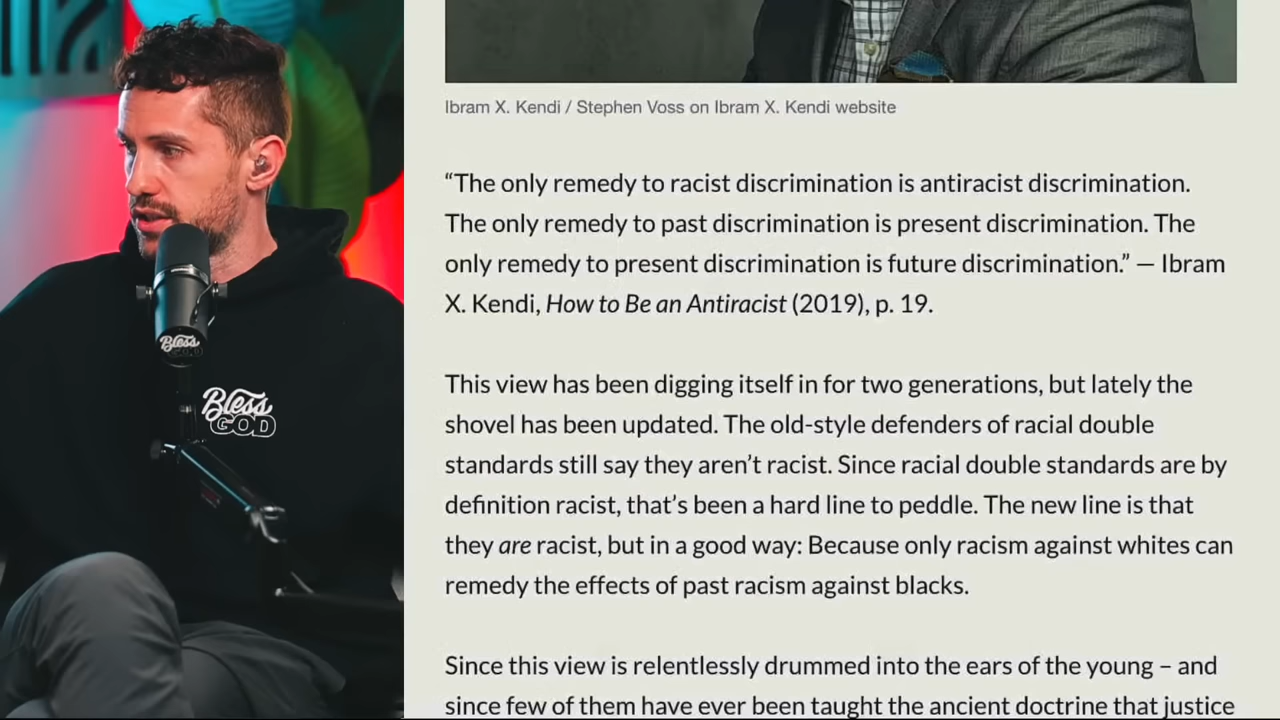 Ibram X. Kendi / Stephen Voss on Ibram X. Kendi website
“The only remedy to racist discrimination is antiracist discrimination.
The only remedy to past discrimination is present discrimination. The
only remedy to present discrimination is future discrimination.” — Ibram
X. Kendi, How to Be an Antiracist (2019), p. 19.
This view has been digging itself in for two generations, but lately the
shovel has been updated. The old-style defenders of racial double
standards still say they aren’t racist. Since racial double standards are by
definition racist, that’s been a hard line to peddle. The new line is that
they are racist, but in a good way: Because only racism against whites can
remedy the effects of past racism against blacks.
Since this view is relentlessly drummed into the ears of the young – and
since few of them have ever been taught the ancient doctrine that justice
Bless
GOD
Bless
GOD